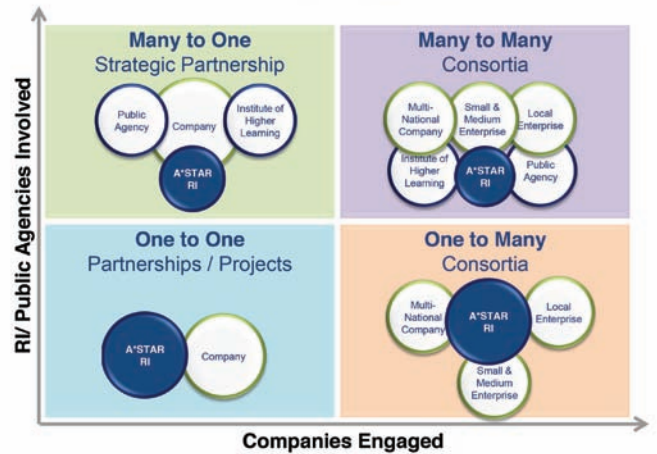 Many to One
Strategic Partnership
Public
Agency
Company
Institute of
Higher
Learning
A*STAR
RI
Many to Many
Consortia
Multi-
National
Company
Small &
Medium
Enterprise
Local
Enterprise
Institute of
Higher
Learning
A*STAR
RI
Public
Agency
One to One
Partnerships / Projects
A*STAR
RI
Company
One to Many
Consortia
Multi-
National
Company
A*STAR
RI
Local
Enterprise
Small &
Medium
Enterprise
RI/ Public Agencies Involved
Companies Engaged